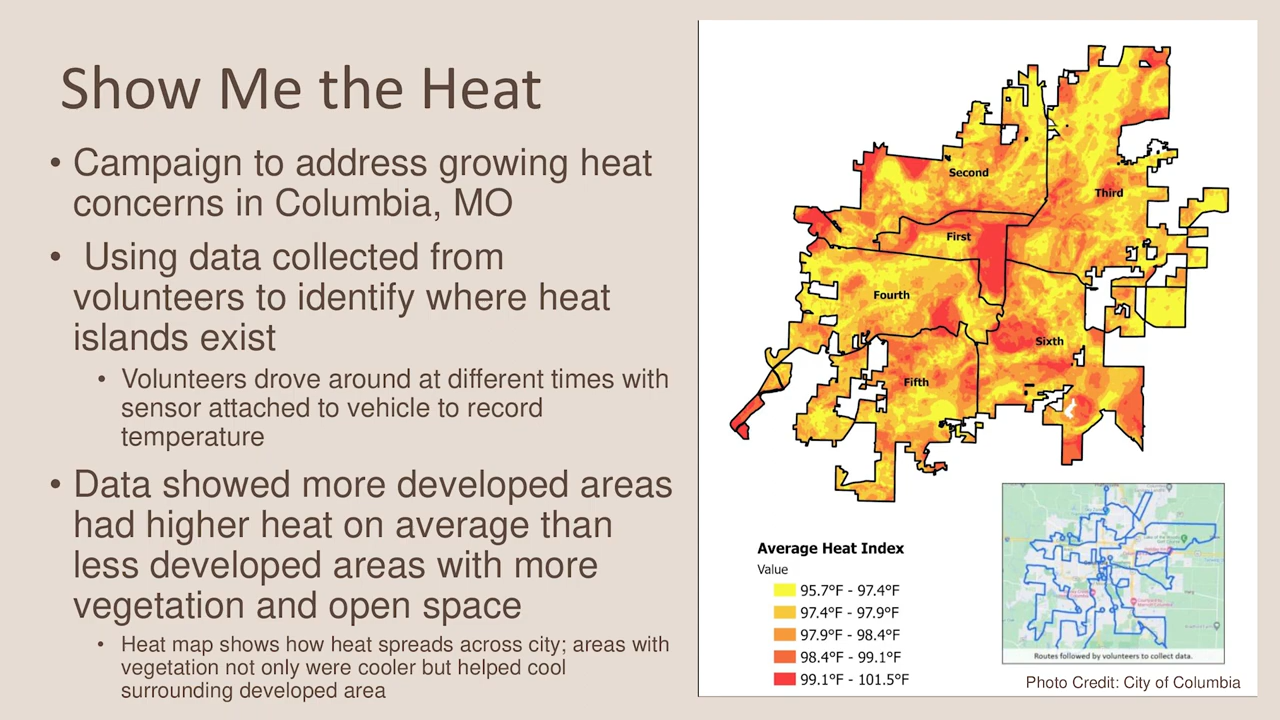 Show Me the Heat
• Campaign to address growing heat
concerns in Columbia, MO
• Using data collected from
volunteers to identify where heat
islands exist
• Volunteers drove around at different times with
sensor attached to vehicle to record
temperature
• Data showed more developed areas
had higher heat on average than
less developed areas with more
vegetation and open space
• Heat map shows how heat spreads across city; areas with
vegetation not only were cooler but helped cool
surrounding developed area
Second
Third
First
Fourth
Sixth
Fifth
Average Heat Index
Value
95.7°F - 97.4°F
97.4°F - 97.9°F
97.9°F - 98.4°F
98.4°F - 99.1°F
99.1°F - 101.5°F
Routes followed by volunteers to collect data.
Photo Credit: City of Columbia